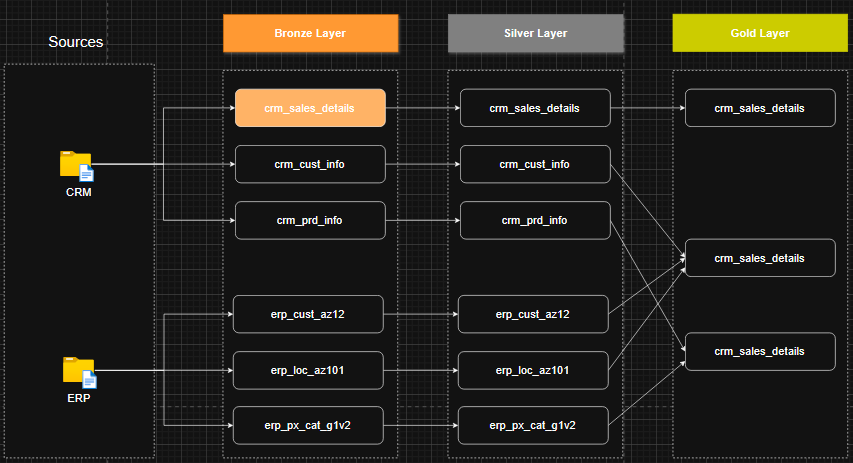 Sources
Bronze Layer
Silver Layer
Gold Layer
crm_sales_details
crm_sales_details
crm_sales_details
CRM
crm_cust_info
crm_cust_info
crm_prd_info
crm_prd_info
crm_sales_details
erp_cust_az12
erp_cust_az12
crm_sales_details
ERP
erp_loc_az101
erp_loc_az101
erp_px_cat_g1v2
erp_px_cat_g1v2